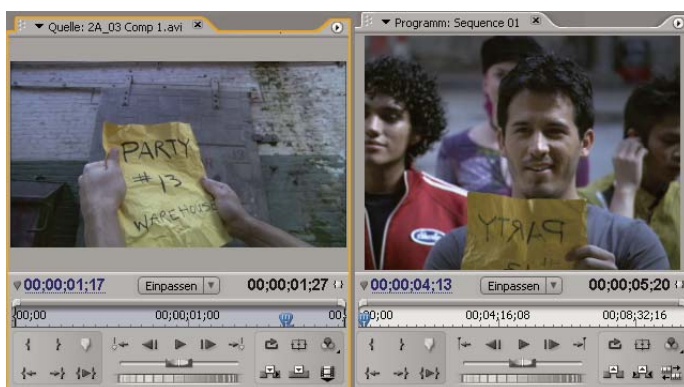 Quelle: 2A_03 Comp 1.avi
PARTY
#13
WAREHOUSE
00;00;01;17
Einpassen
00;00;01;27
00;00
00;00;01;00
00;
Programm: Sequence 01
PARTY
00;00;04;13
Einpassen
00;00;05;20
00;00
00;04;16;08
00;08;32;16